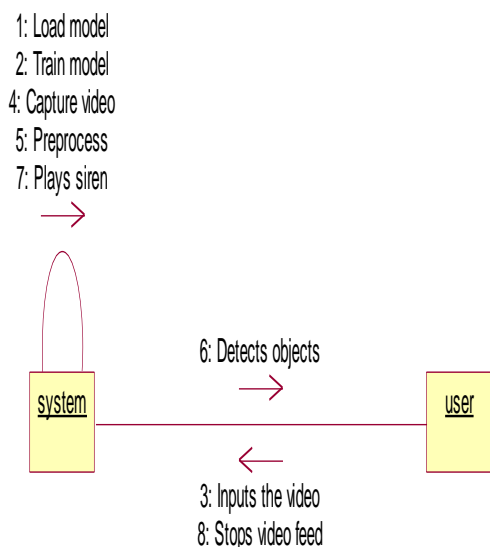 1: Load model
2: Train model
4: Capture video
5: Preprocess
7: Plays siren
6: Detects objects
system
user
3: Inputs the video
8: Stops video feed